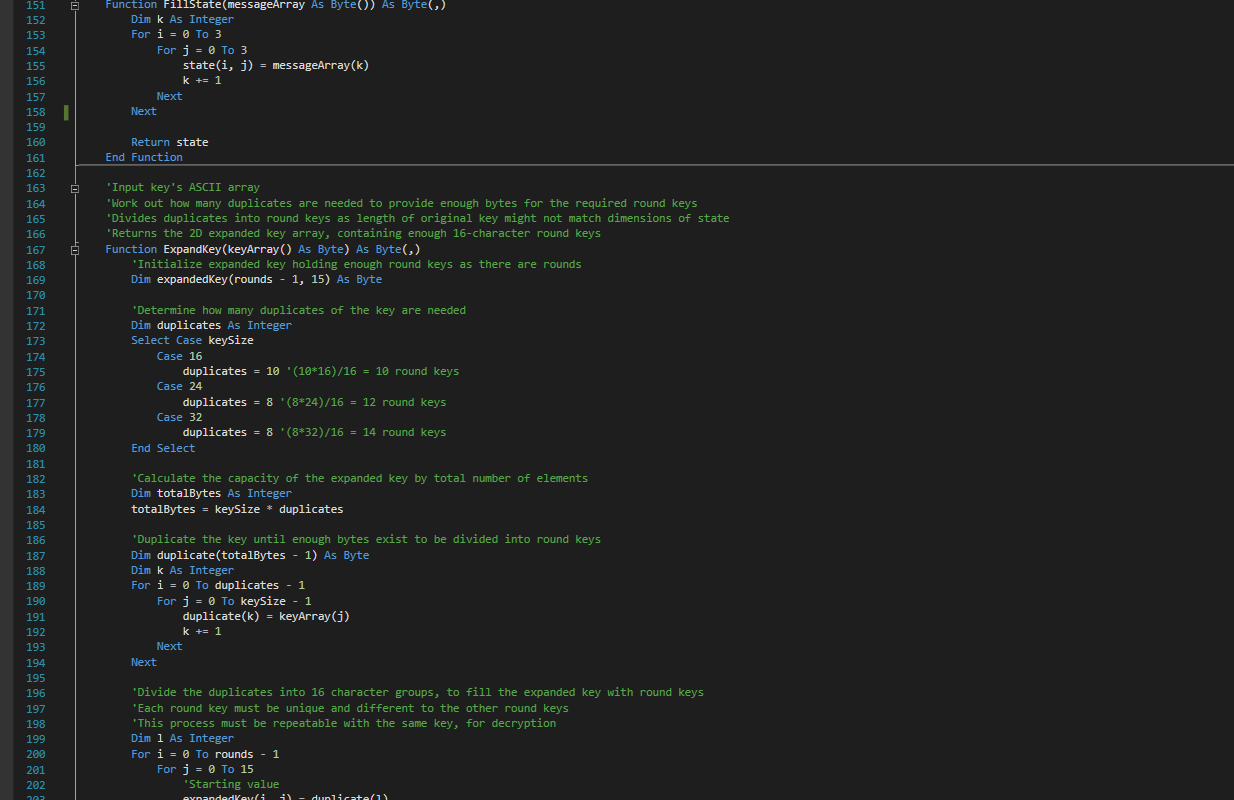 151 Function FillState(messageArray As Byte()) As Byte(,)
152 Dim k As Integer
153 For i = 0 To 3
154 For j = 0 To 3
155 state(i, j) = messageArray(k)
156 k += 1
157 Next
158 Next
159
160 Return state
161 End Function
162
163 'Input key's ASCII array
164 'Work out how many duplicates are needed to provide enough bytes for the required round keys
165 'Divides duplicates into round keys as length of original key might not match dimensions of state
166 'Returns the 2D expanded key array, containing enough 16-character round keys
167 Function ExpandKey(keyArray() As Byte) As Byte(,)
168 'Initialize expanded key holding enough round keys as there are rounds
169 Dim expandedKey(rounds - 1, 15) As Byte
170
171 'Determine how many duplicates of the key are needed
172 Dim duplicates As Integer
173 Select Case keySize
174 Case 16
175 duplicates = 10 '(10*16)/16 = 10 round keys
176 Case 24
177 duplicates = 8 '(8*24)/16 = 12 round keys
178 Case 32
179 duplicates = 8 '(8*32)/16 = 14 round keys
180 End Select
181
182 'Calculate the capacity of the expanded key by total number of elements
183 Dim totalBytes As Integer
184 totalBytes = keySize * duplicates
185
186 'Duplicate the key until enough bytes exist to be divided into round keys
187 Dim duplicate(totalBytes - 1) As Byte
188 Dim k As Integer
189 For i = 0 To duplicates - 1
190 For j = 0 To keySize - 1
191 duplicate(k) = keyArray(j)
192 k += 1
193 Next
194 Next
195
196 'Divide the duplicates into 16 character groups, to fill the expanded key with round keys
197 'Each round key must be unique and different to the other round keys
198 'This process must be repeatable with the same key, for decryption
199 Dim l As Integer
200 For i = 0 To rounds - 1
201 For j = 0 To 15
202 'Starting value
203 expandedKey(i, j) = duplicate(l)